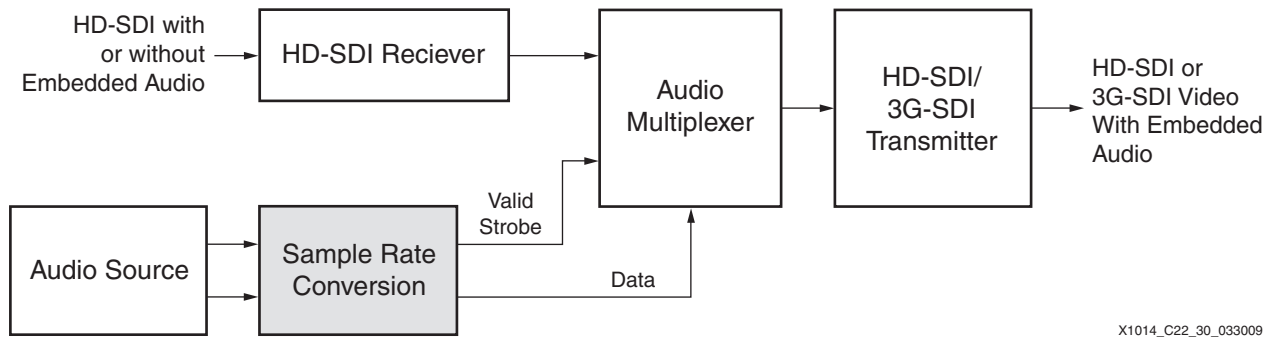 HD-SDI with
or without
Embedded Audio
HD-SDI Reciever
Audio
Multiplexer
HD-SDI/
3G-SDI
Transmitter
HD-SDI or
3G-SDI Video
With Embedded
Audio
Audio Source
Sample Rate
Conversion
Valid
Strobe
Data
X1014_C22_30_033009